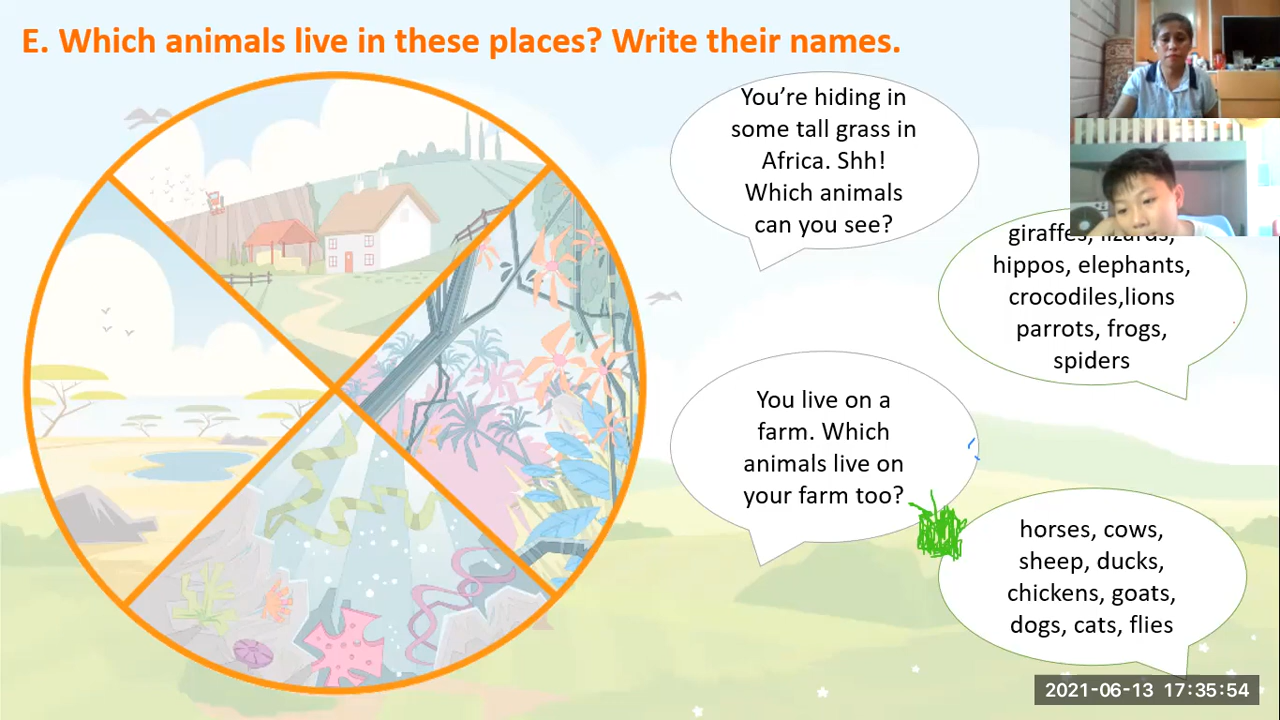 E. Which animals live in these places? Write their names.
You’re hiding in
some tall grass in
Africa. Shh!
Which animals
can you see?
giraffes, lizards,
hippos, elephants,
crocodiles,lions
parrots, frogs,
spiders
You live on a
farm. Which
animals live on
your farm too?
horses, cows,
sheep, ducks,
chickens, goats,
dogs, cats, flies
2021-06-13 17:35:54